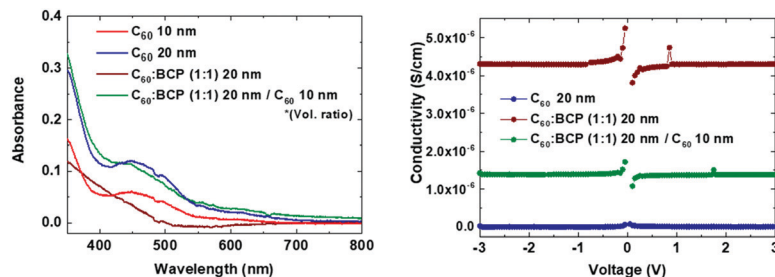 C60 10 nm
C60 20 nm
C60:BCP (1:1) 20 nm
C60:BCP (1:1) 20 nm / C60 10 nm
*(Vol. ratio)
Absorbance
0.4
0.3
0.2
0.1
0.0
400 500 600 700 800
Wavelength (nm)
Conductivity (S/cm)
5.0x10-6
4.0x10-6
3.0x10-6
2.0x10-6
1.0x10-6
0.0
C60 20 nm
C60:BCP (1:1) 20 nm
C60:BCP (1:1) 20 nm / C60 10 nm
-3 -2 -1 0 1 2 3
Voltage (V)